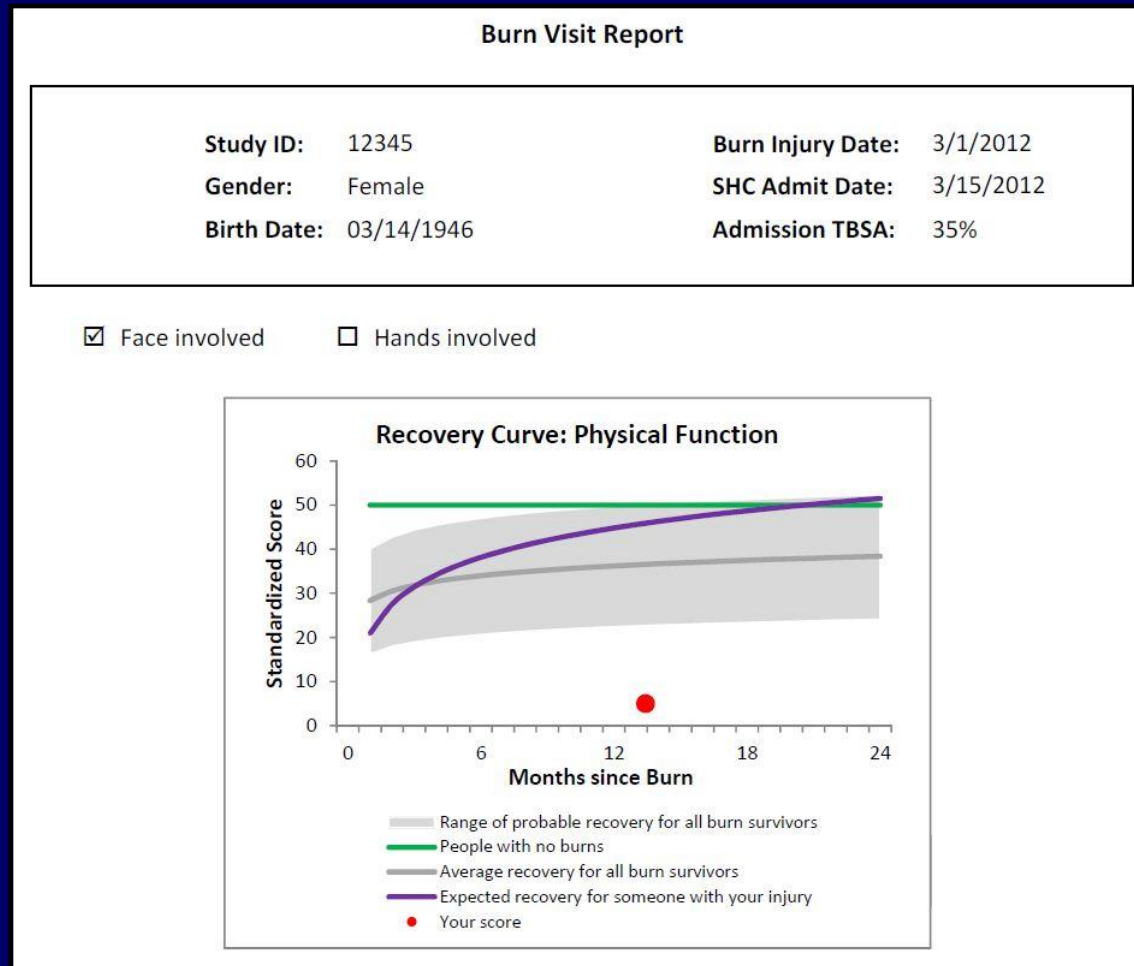 Burn Visit Report
Study ID: 12345 Burn Injury Date: 3/1/2012
Gender: Female SHC Admit Date: 3/15/2012
Birth Date: 03/14/1946 Admission TBSA: 35%
☑ Face involved ☐ Hands involved
Recovery Curve: Physical Function
60
50
40
30
20
10
0
Standardized Score
0 6 12 18 24
Months since Burn
Range of probable recovery for all burn survivors
People with no burns
Average recovery for all burn survivors
Expected recovery for someone with your injury
Your score